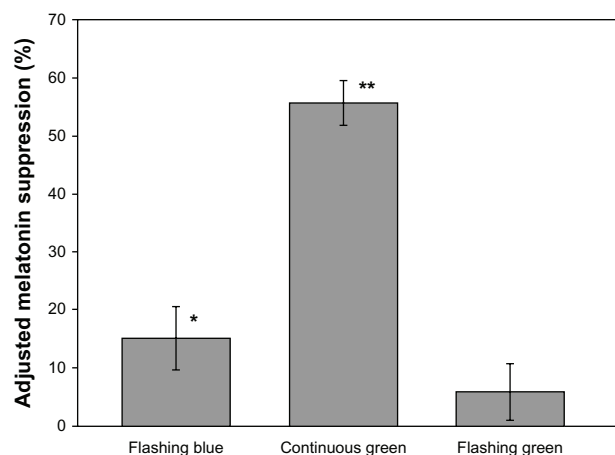 Adjusted melatonin suppression (%)
70
60
50
40
30
20
10
0
*
**
Flashing blue
Continuous green
Flashing green